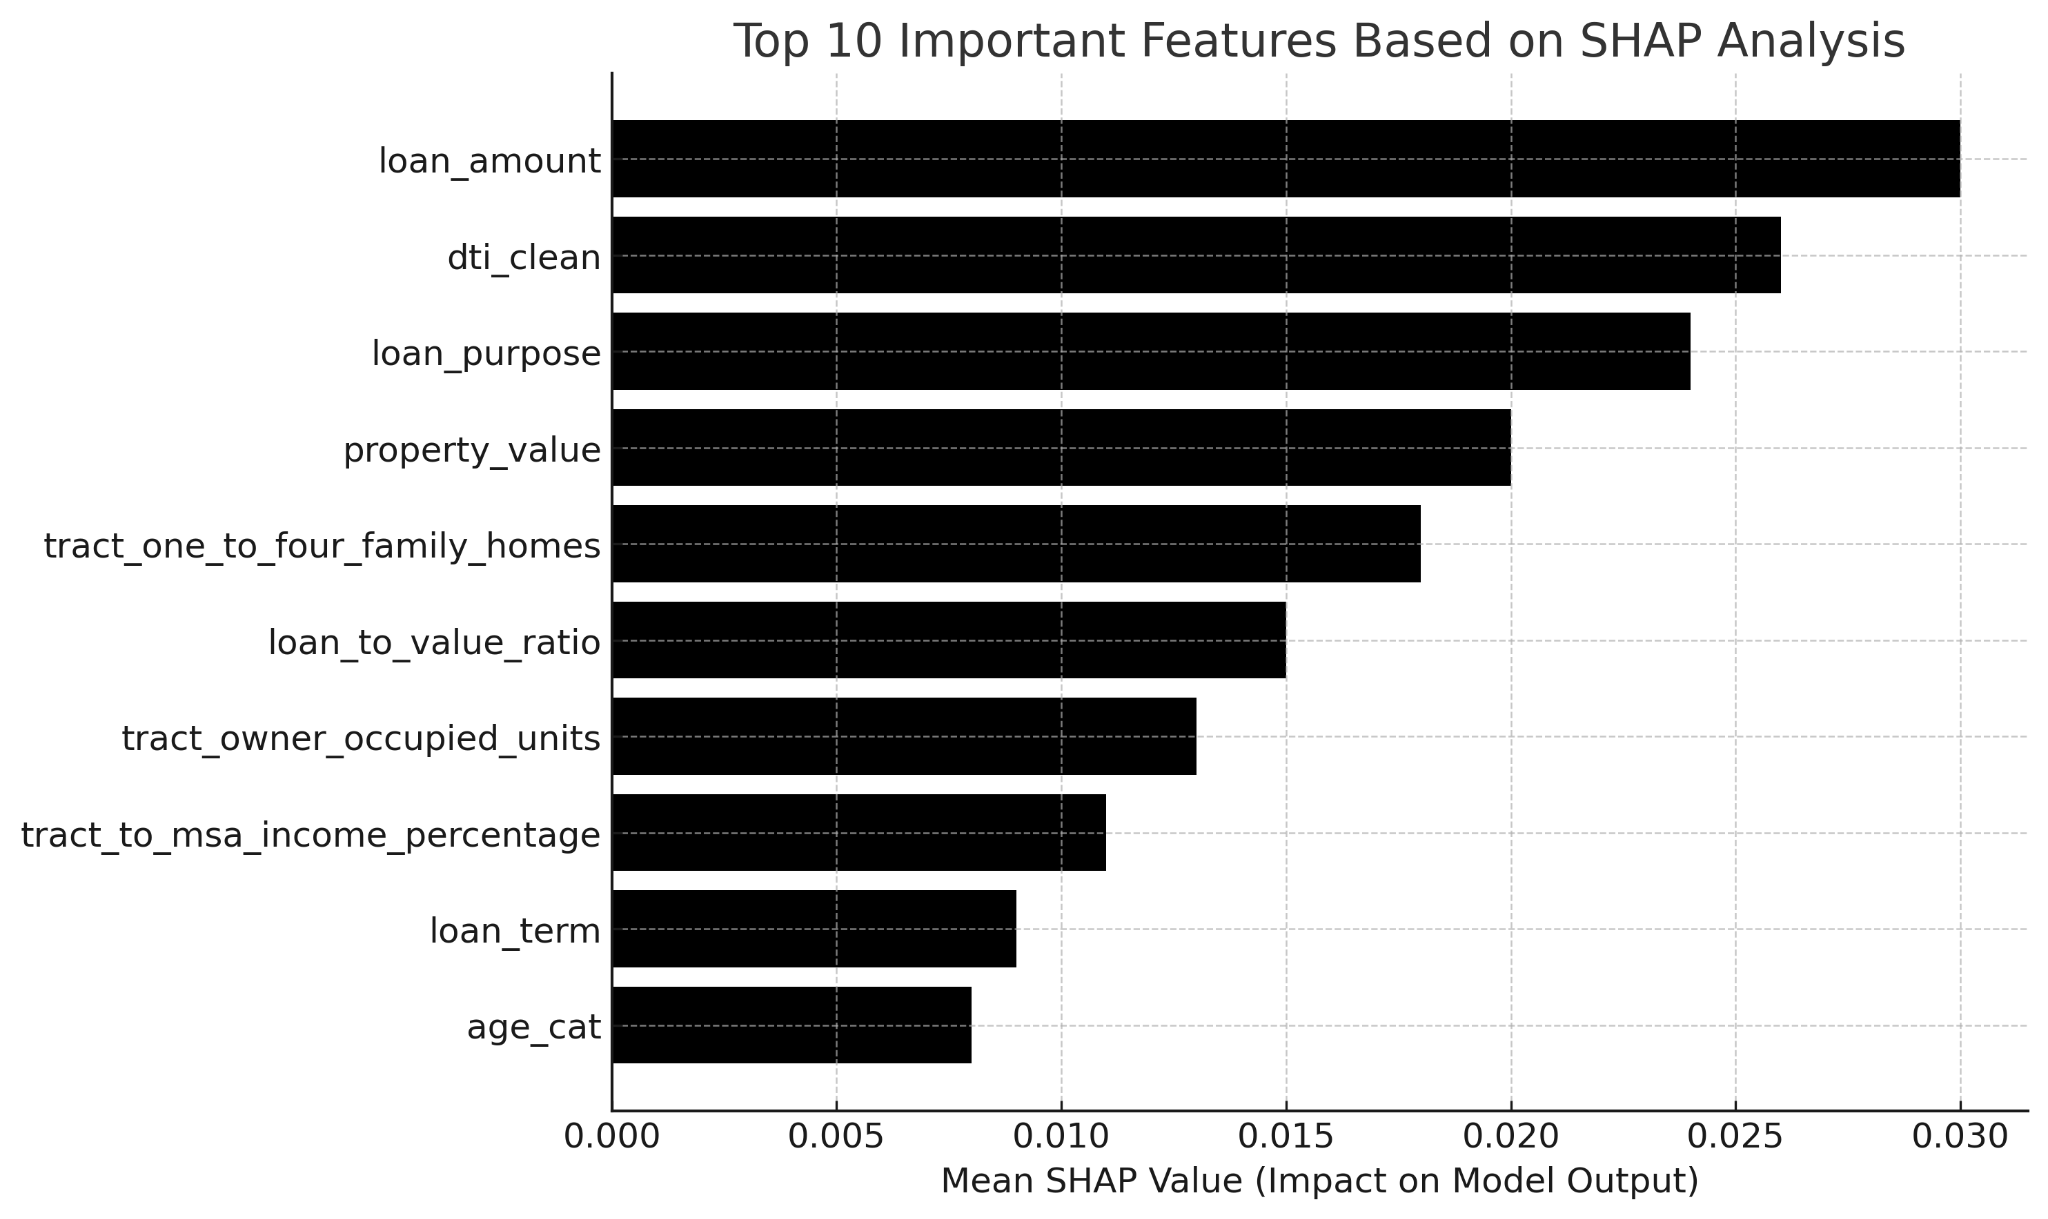 Top 10 Important Features Based on SHAP Analysis
loan_amount
dti_clean
loan_purpose
property_value
tract_one_to_four_family_homes
loan_to_value_ratio
tract_owner_occupied_units
tract_to_msa_income_percentage
loan_term
age_cat
0.000 0.005 0.010 0.015 0.020 0.025 0.030
Mean SHAP Value (Impact on Model Output)